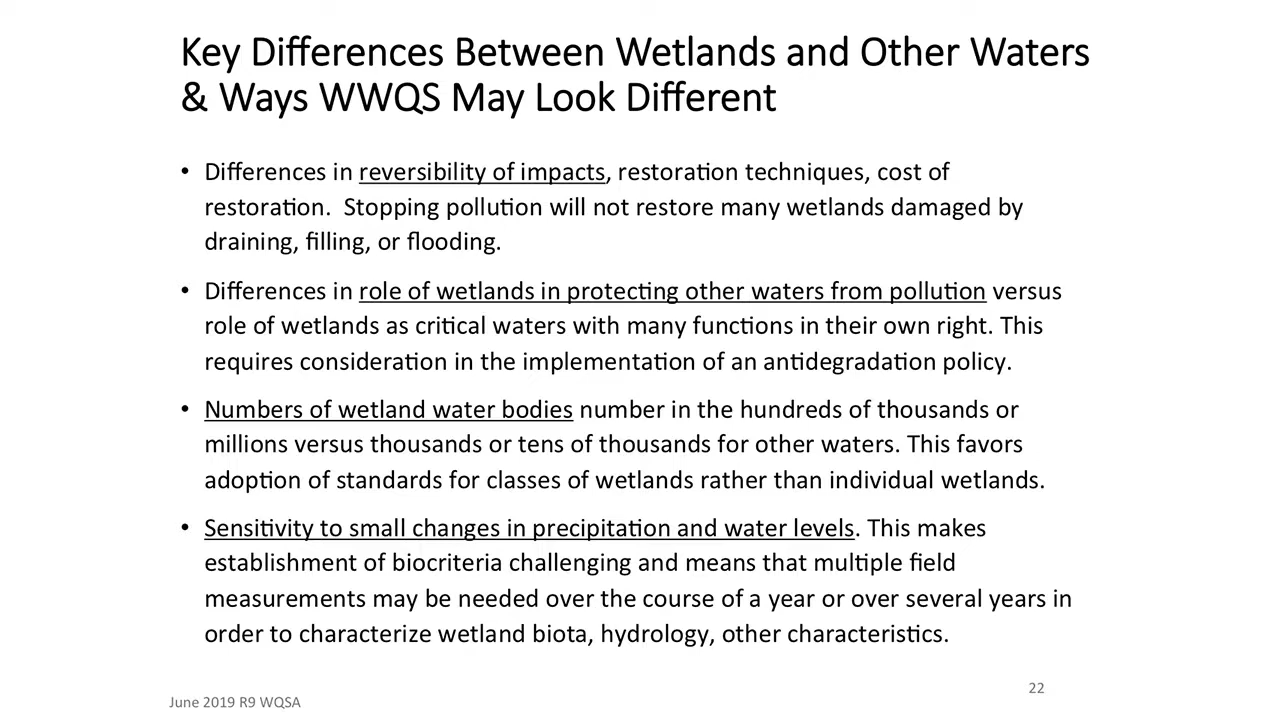 Key Differences Between Wetlands and Other Waters
& Ways WWQS May Look Different
• Differences in reversibility of impacts, restoration techniques, cost of
restoration.  Stopping pollution will not restore many wetlands damaged by
draining, filling, or flooding.
• Differences in role of wetlands in protecting other waters from pollution versus
role of wetlands as critical waters with many functions in their own right. This
requires consideration in the implementation of an antidegradation policy.
• Numbers of wetland water bodies number in the hundreds of thousands or
millions versus thousands or tens of thousands for other waters. This favors
adoption of standards for classes of wetlands rather than individual wetlands.
• Sensitivity to small changes in precipitation and water levels. This makes
establishment of biocriteria challenging and means that multiple field
measurements may be needed over the course of a year or over several years in
order to characterize wetland biota, hydrology, other characteristics.
22
June 2019 R9 WQSA